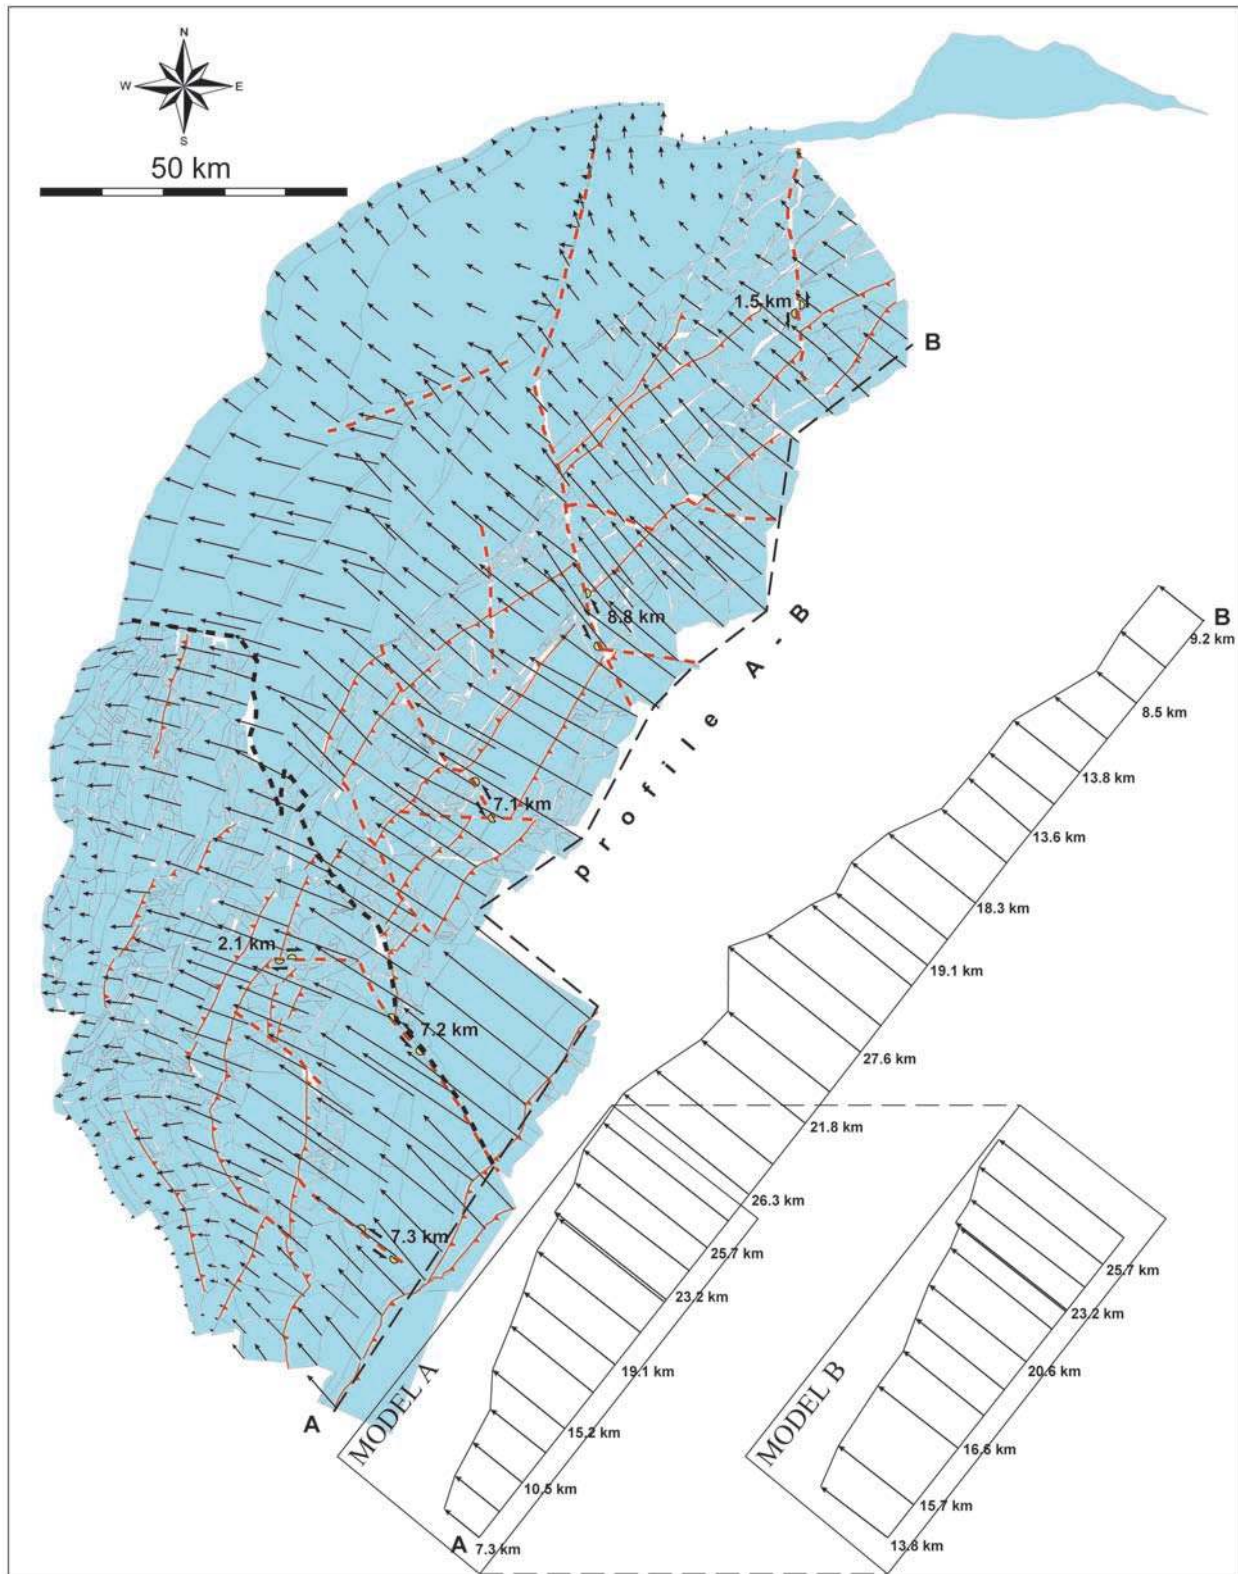 N
W E
S
50 km
1.5 km
B
8.8 km
profile A - B
B
9.2 km
8.5 km
7.1 km
13.8 km
13.6 km
18.3 km
2.1 km
19.1 km
7.2 km
27.6 km
21.8 km
26.3 km
7.3 km
25.7 km
25.7 km
23.2 km
23.2 km
19.1 km
20.6 km
MODEL A
MODEL B
A
15.2 km
16.6 km
10.5 km
15.7 km
A
7.3 km
13.8 km